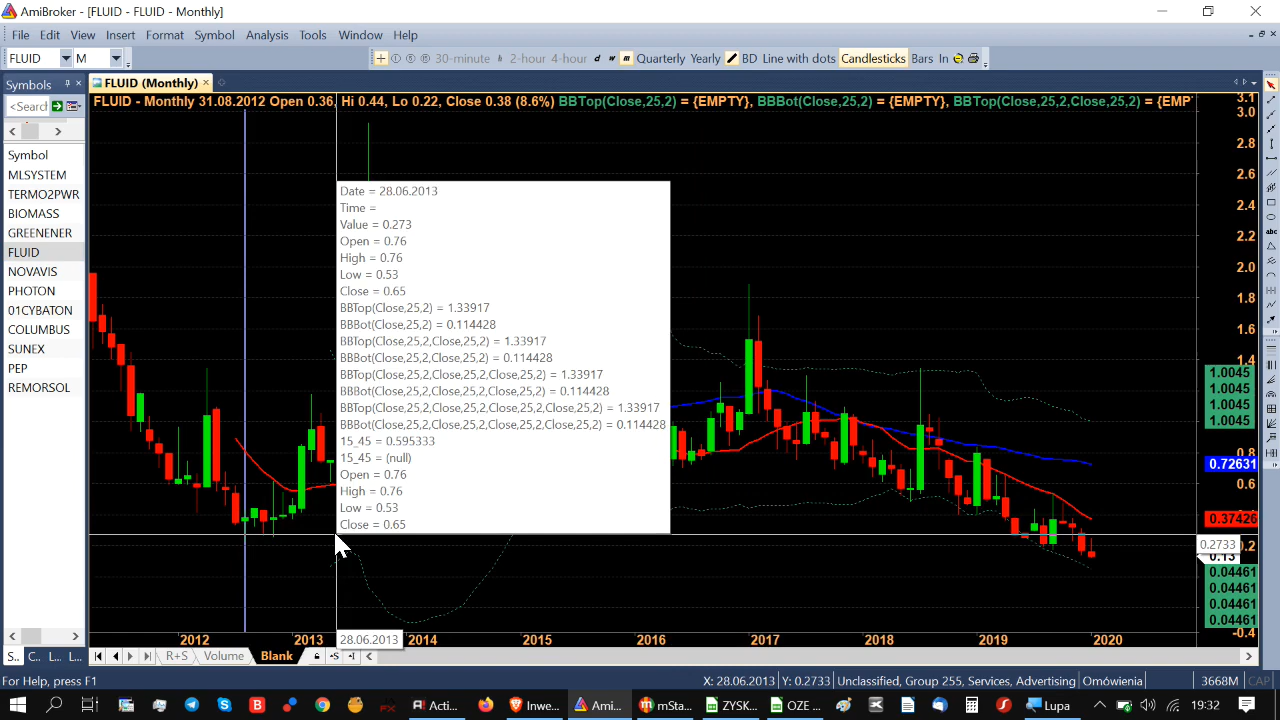 AmiBroker - [FLUID - Monthly]
File Edit View Insert Format Symbol Analysis Tools Window Help
FLUID M 30-minute h 2-hour 4-hour d w m Quarterly Yearly BD Line with dots Candlesticks Bars In
Symbols
FLUID (Monthly)
<Search
FLUID - Monthly 31.08.2012 Open 0.36, Hi 0.44, Lo 0.22, Close 0.38 (8.6%) BBTop(Close,25,2) = {EMPTY}, BBBot(Close,25,2) = {EMPTY}, BBTop(Close,25,2,Close,25,2) = {EMP'
Symbol
MLSYSTEM
TERMO2PWR
BIOMASS
GREENENER
FLUID
NOVAVIS
PHOTON
01CYBATON
COLUMBUS
SUNEX
PEP
REMORSOL
Date = 28.06.2013
Time =
Value = 0.273
Open = 0.76
High = 0.76
Low = 0.53
Close = 0.65
BBTop(Close,25,2) = 1.33917
BBBot(Close,25,2) = 0.114428
BBTop(Close,25,2,Close,25,2) = 1.33917
BBBot(Close,25,2,Close,25,2) = 0.114428
BBTop(Close,25,2,Close,25,2,Close,25,2) = 1.33917
BBBot(Close,25,2,Close,25,2,Close,25,2) = 0.114428
BBTop(Close,25,2,Close,25,2,Close,25,2,Close,25,2) = 1.33917
BBBot(Close,25,2,Close,25,2,Close,25,2,Close,25,2) = 0.114428
15_45 = 0.595333
15_45 = (null)
Open = 0.76
High = 0.76
Low = 0.53
Close = 0.65
3.1
3.0
2.8
2.6
2.4
2.2
2.0
1.8
1.6
1.4
1.0045
1.0045
1.0045
1.0045
0.8
0.72631
0.6
0.37426
0.2733
0.2
0.13
0.04461
0.04461
0.04461
0.04461
-0.4
2012 2013 28.06.2013 2014 2015 2016 2017 2018 2019 2020
S.. C.. L... L...
R+S Volume Blank
For Help, press F1 X: 28.06.2013 Y: 0.2733 Unclassified, Group 255, Services, Advertising Omówienia 3668M CAP
Acti... Inwe... Ami... mSta... ZYSK... OZE ... Lupa 19:32